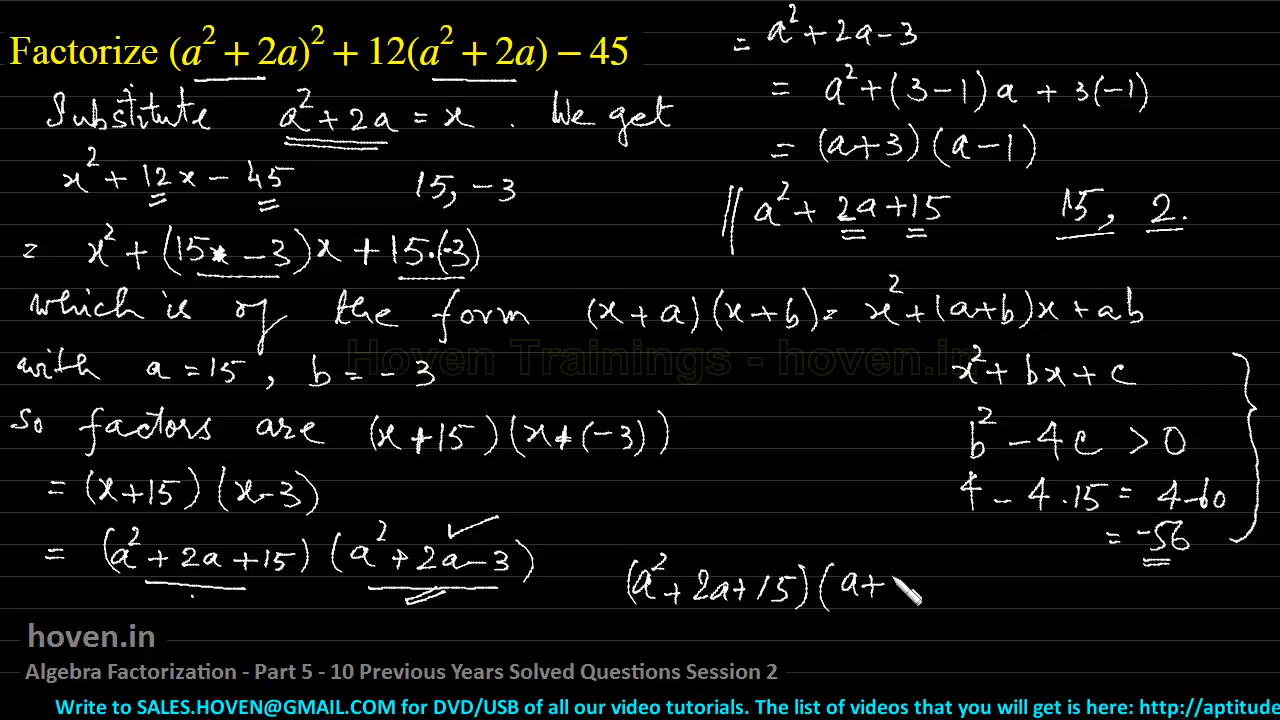 Factorize (a² + 2a)² + 12(a² + 2a) − 45
Substitute a² + 2a = x . We get
x² + 12x − 45 15, −3
= x² + (15 − 3)x + 15·(−3)
which is of the form (x + a)(x + b) = x² + (a + b)x + ab
with a = 15, b = −3
So factors are (x + 15)(x + (−3))
= (x + 15)(x − 3)
= (a² + 2a + 15)(a² + 2a − 3)
= a² + 2a − 3
= a² + (3 − 1)a + 3(−1)
= (a + 3)(a − 1)
|| a² + 2a + 15 15, 2.
x² + bx + c
b² − 4c > 0
4 − 4·15 = 4 − 60
= −56
(a² + 2a + 15)(a +
Hoven Trainings - hoven.in
hoven.in
Algebra Factorization - Part 5 - 10 Previous Years Solved Questions Session 2
Write to SALES.HOVEN@GMAIL.COM for DVD/USB of all our video tutorials. The list of videos that you will get is here: http://aptitude